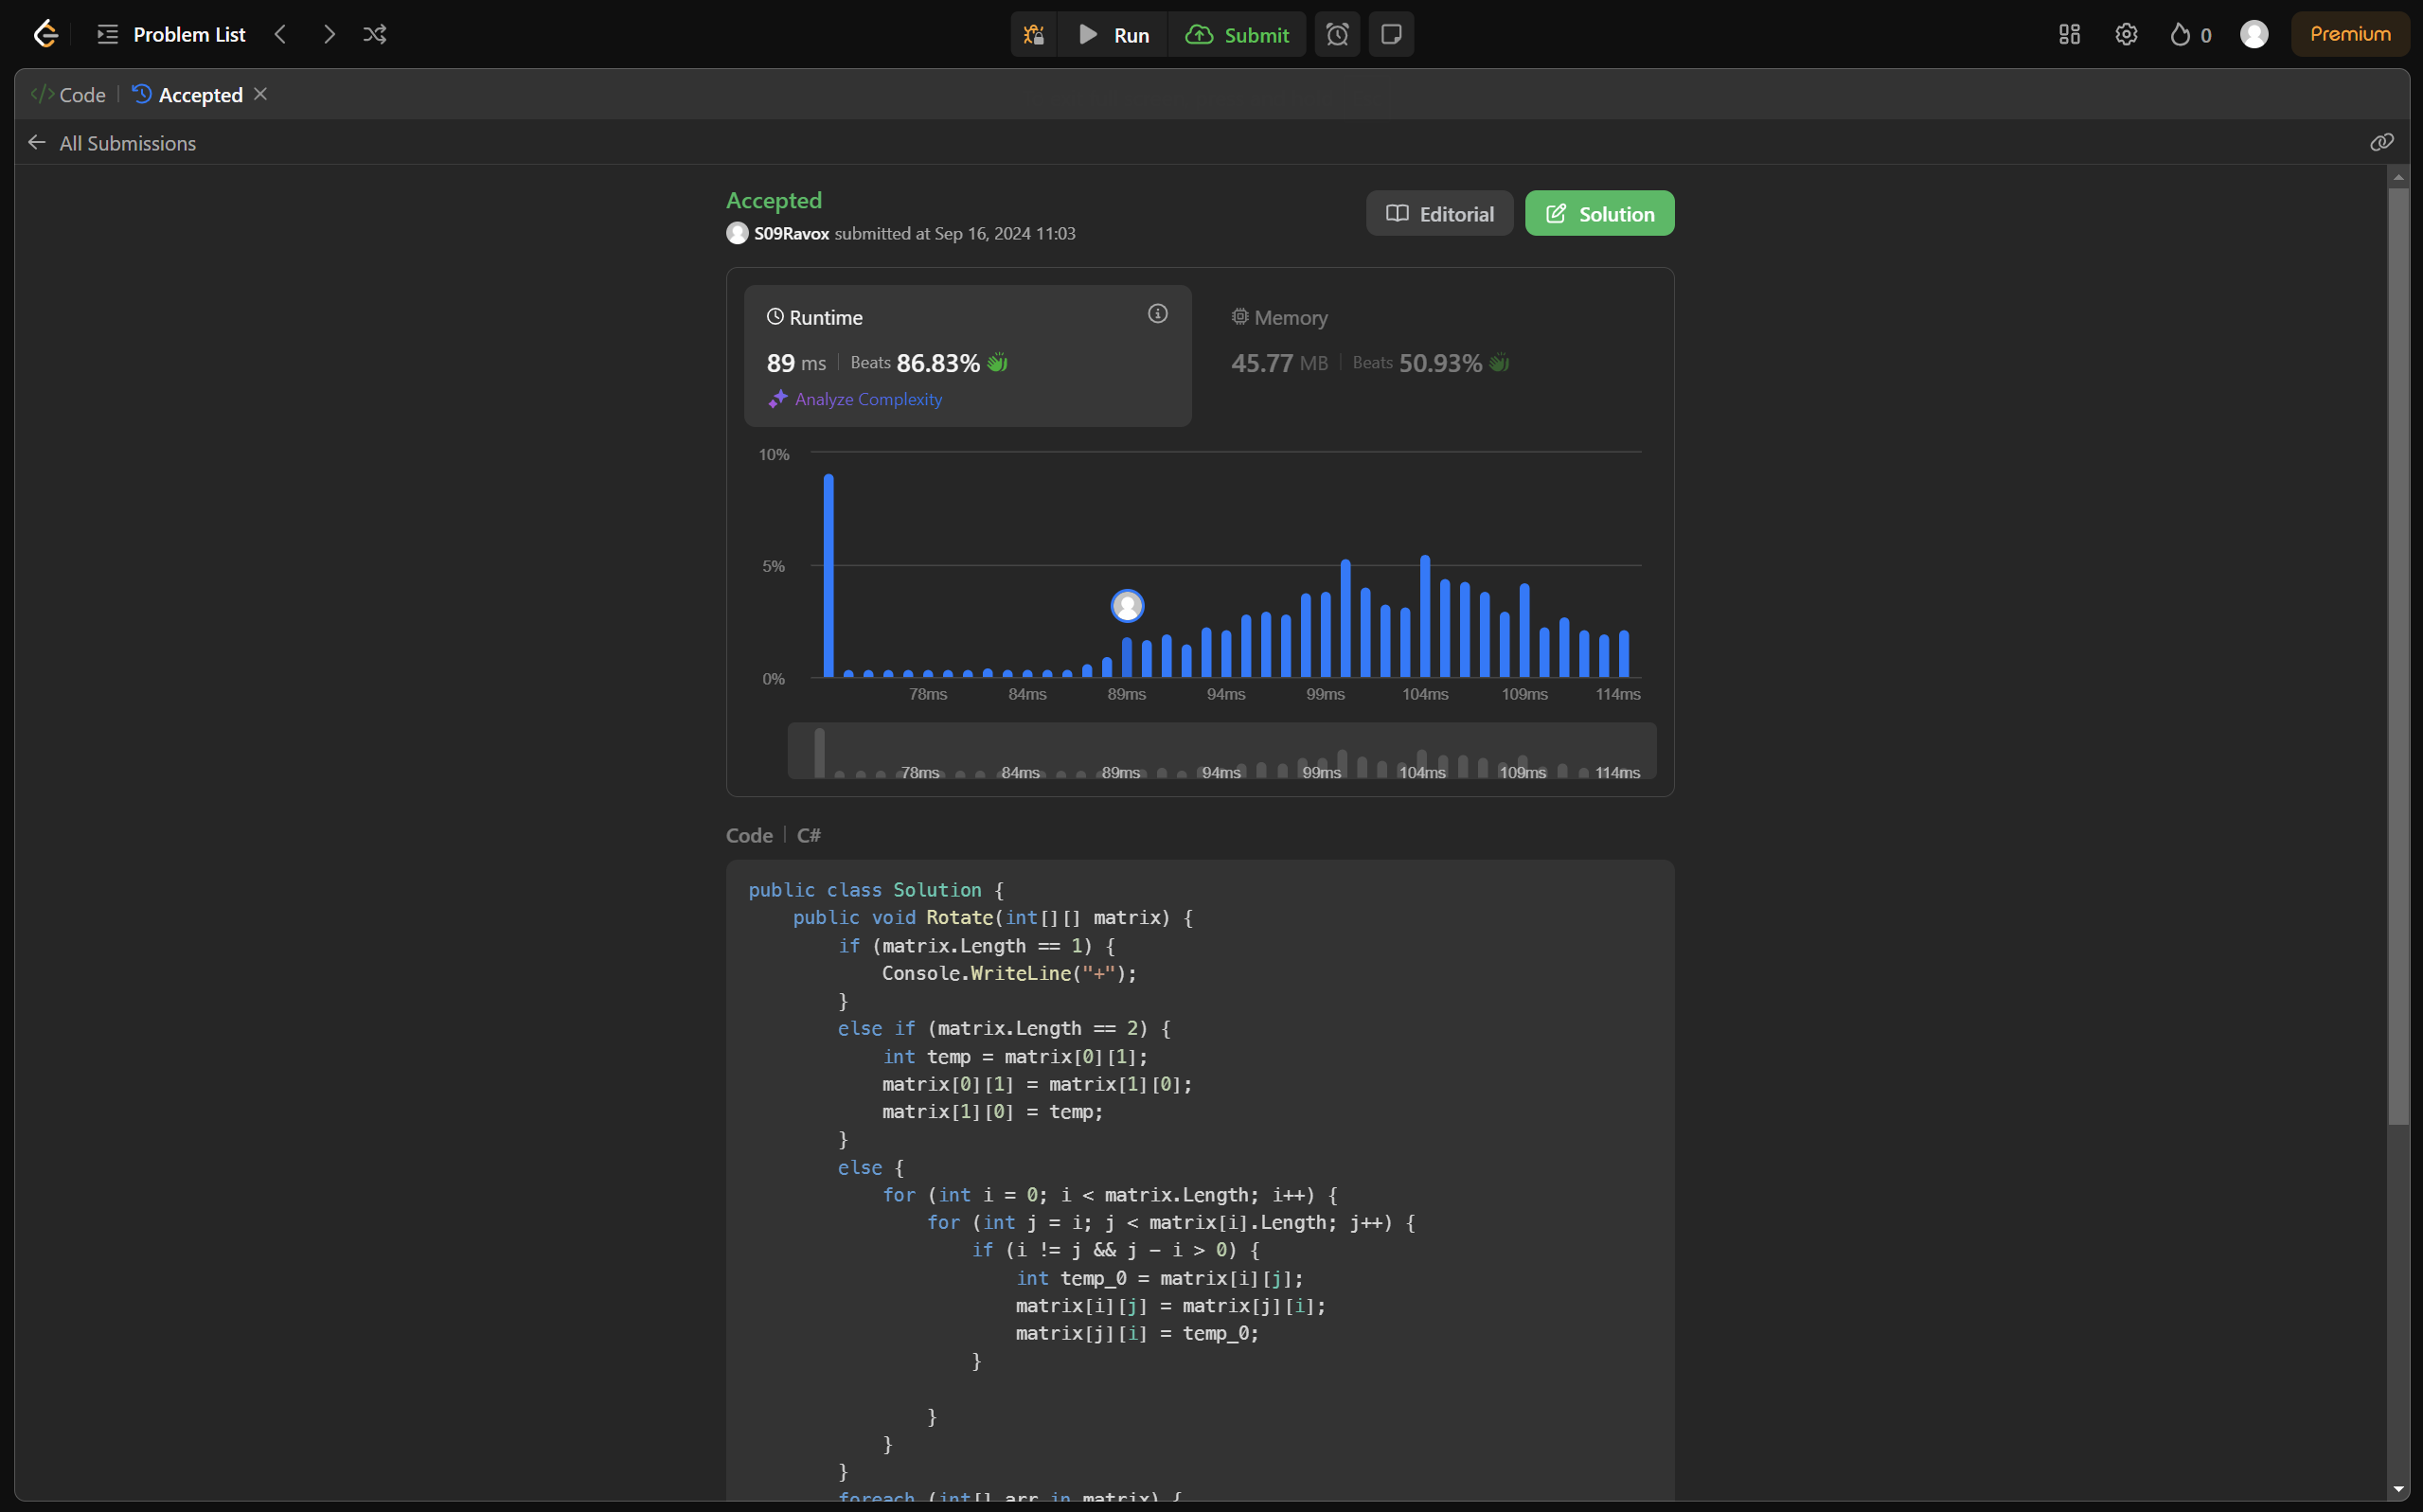 Problem List
Run
Submit
0
Premium
Code
Accepted
All Submissions
Accepted
S09Ravox submitted at Sep 16, 2024 11:03
Editorial
Solution
Runtime
89 ms | Beats 86.83%
Analyze Complexity
Memory
45.77 MB | Beats 50.93%
10%
5%
0%
78ms 84ms 89ms 94ms 99ms 104ms 109ms 114ms
78ms 84ms 89ms 94ms 99ms 104ms 109ms 114ms
Code | C#
public class Solution {
    public void Rotate(int[][] matrix) {
        if (matrix.Length == 1) {
            Console.WriteLine("+");
        }
        else if (matrix.Length == 2) {
            int temp = matrix[0][1];
            matrix[0][1] = matrix[1][0];
            matrix[1][0] = temp;
        }
        else {
            for (int i = 0; i < matrix.Length; i++) {
                for (int j = i; j < matrix[i].Length; j++) {
                    if (i != j && j - i > 0) {
                        int temp_0 = matrix[i][j];
                        matrix[i][j] = matrix[j][i];
                        matrix[j][i] = temp_0;
                    }
                }
            }
        }
        foreach (int[] arr in matrix) {